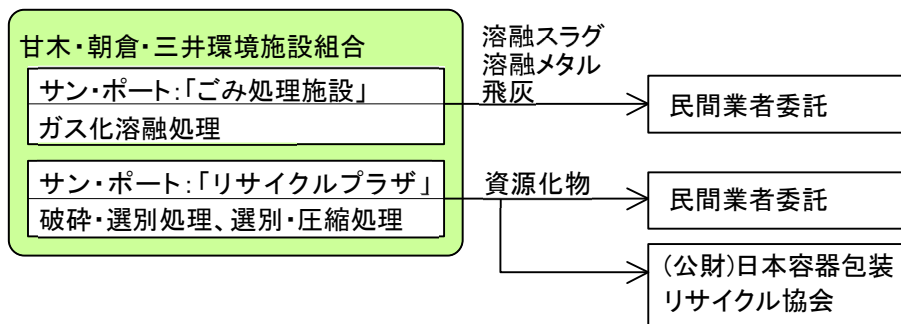 甘木・朝倉・三井環境施設組合
サン・ポート:「ごみ処理施設」
ガス化溶融処理
溶融スラグ
溶融メタル
飛灰
民間業者委託
サン・ポート:「リサイクルプラザ」
破砕・選別処理、選別・圧縮処理
資源化物
民間業者委託
(公財)日本容器包装
リサイクル協会